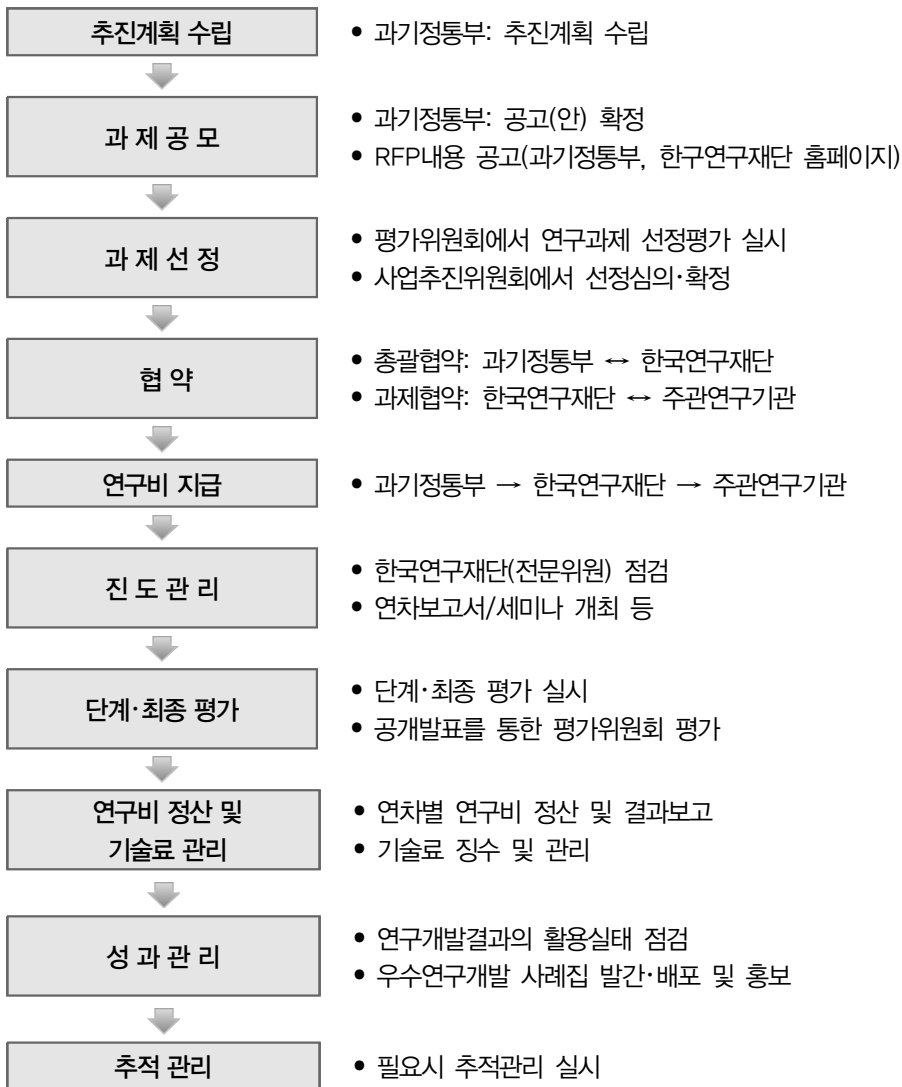 추진계획 수립
• 과기정통부: 추진계획 수립
과 제 공 모
• 과기정통부: 공고(안) 확정
• RFP내용 공고(과기정통부, 한구연구재단 홈페이지)
과 제 선 정
• 평가위원회에서 연구과제 선정평가 실시
• 사업추진위원회에서 선정심의·확정
협 약
• 총괄협약: 과기정통부 ↔ 한국연구재단
• 과제협약: 한국연구재단 ↔ 주관연구기관
연구비 지급
• 과기정통부 → 한국연구재단 → 주관연구기관
진 도 관 리
• 한국연구재단(전문위원) 점검
• 연차보고서/세미나 개최 등
단계·최종 평가
• 단계·최종 평가 실시
• 공개발표를 통한 평가위원회 평가
연구비 정산 및
기술료 관리
• 연차별 연구비 정산 및 결과보고
• 기술료 징수 및 관리
성 과 관 리
• 연구개발결과의 활용실태 점검
• 우수연구개발 사례집 발간·배포 및 홍보
추적 관리
• 필요시 추적관리 실시